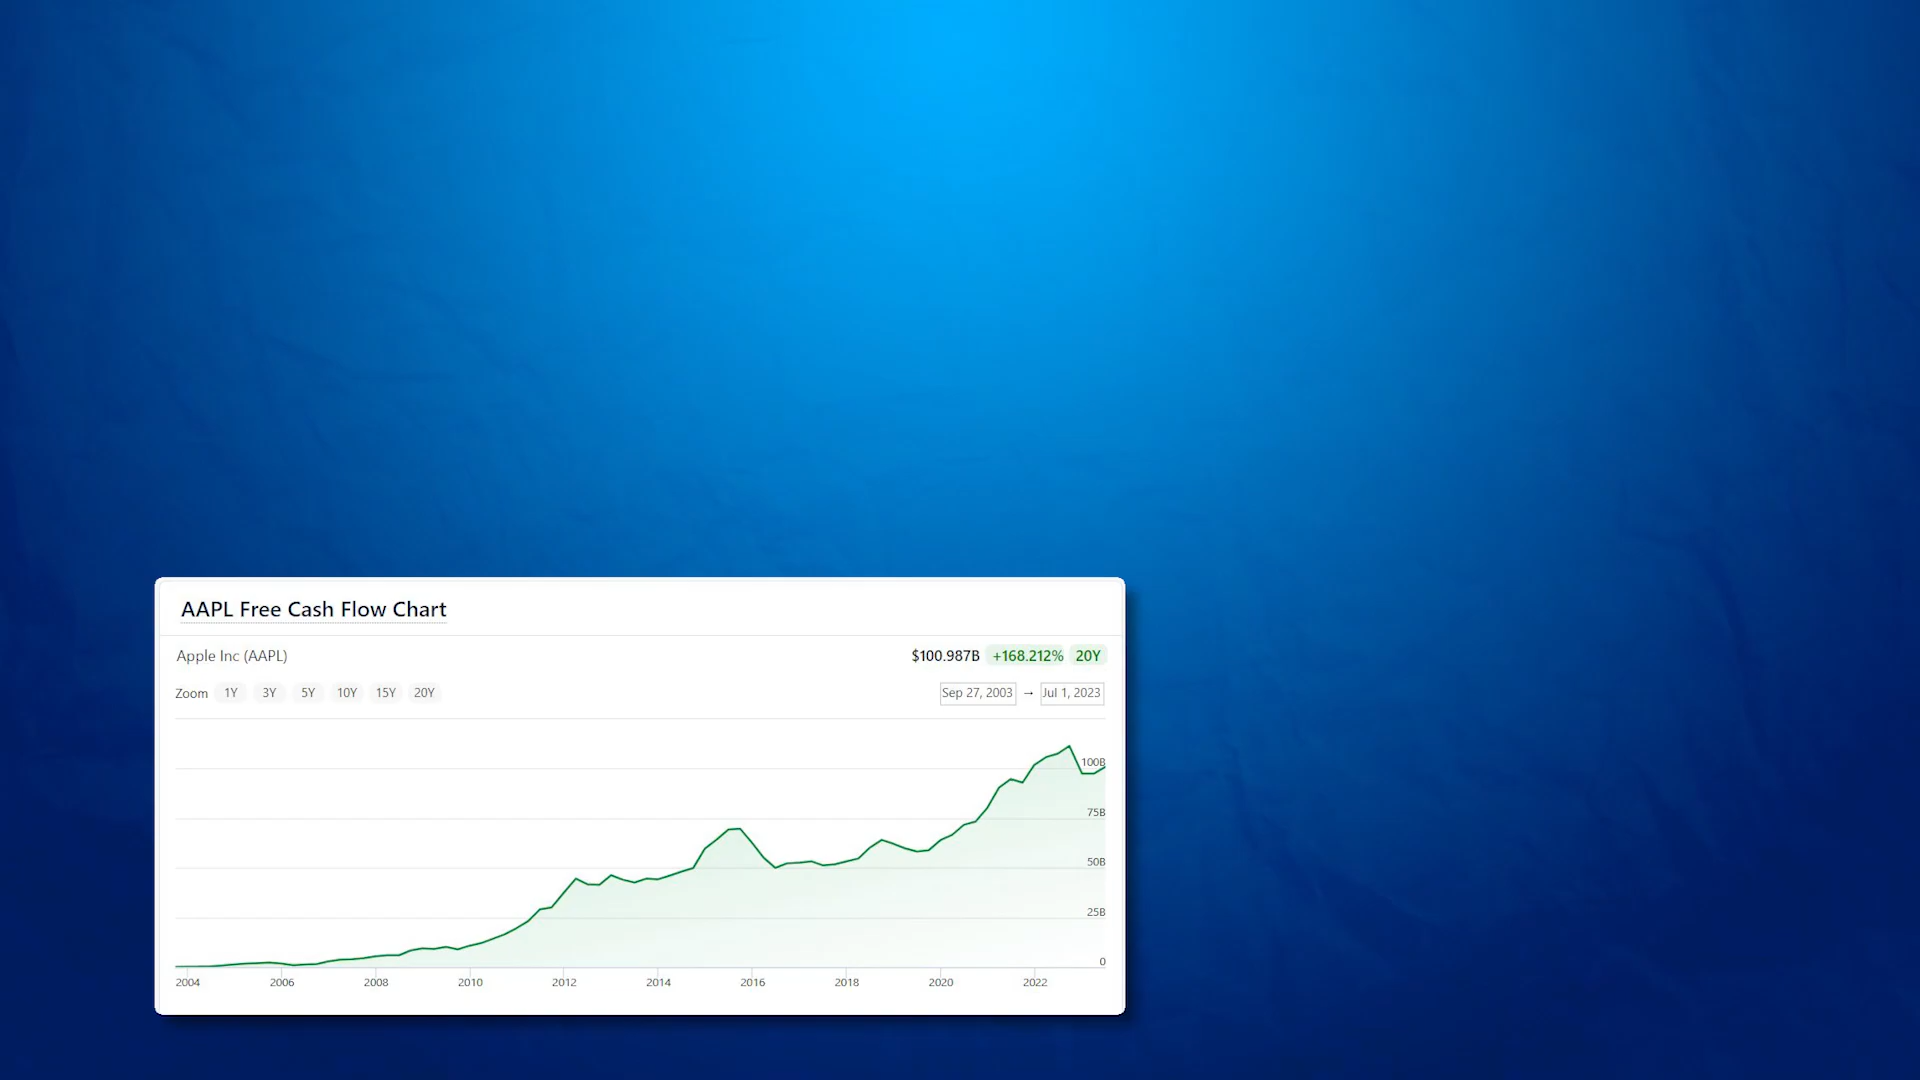 AAPL Free Cash Flow Chart
Apple Inc (AAPL) $100.987B +168.212% 20Y
Zoom 1Y 3Y 5Y 10Y 15Y 20Y Sep 27, 2003 → Jul 1, 2023
100B
75B
50B
25B
0
2004 2006 2008 2010 2012 2014 2016 2018 2020 2022